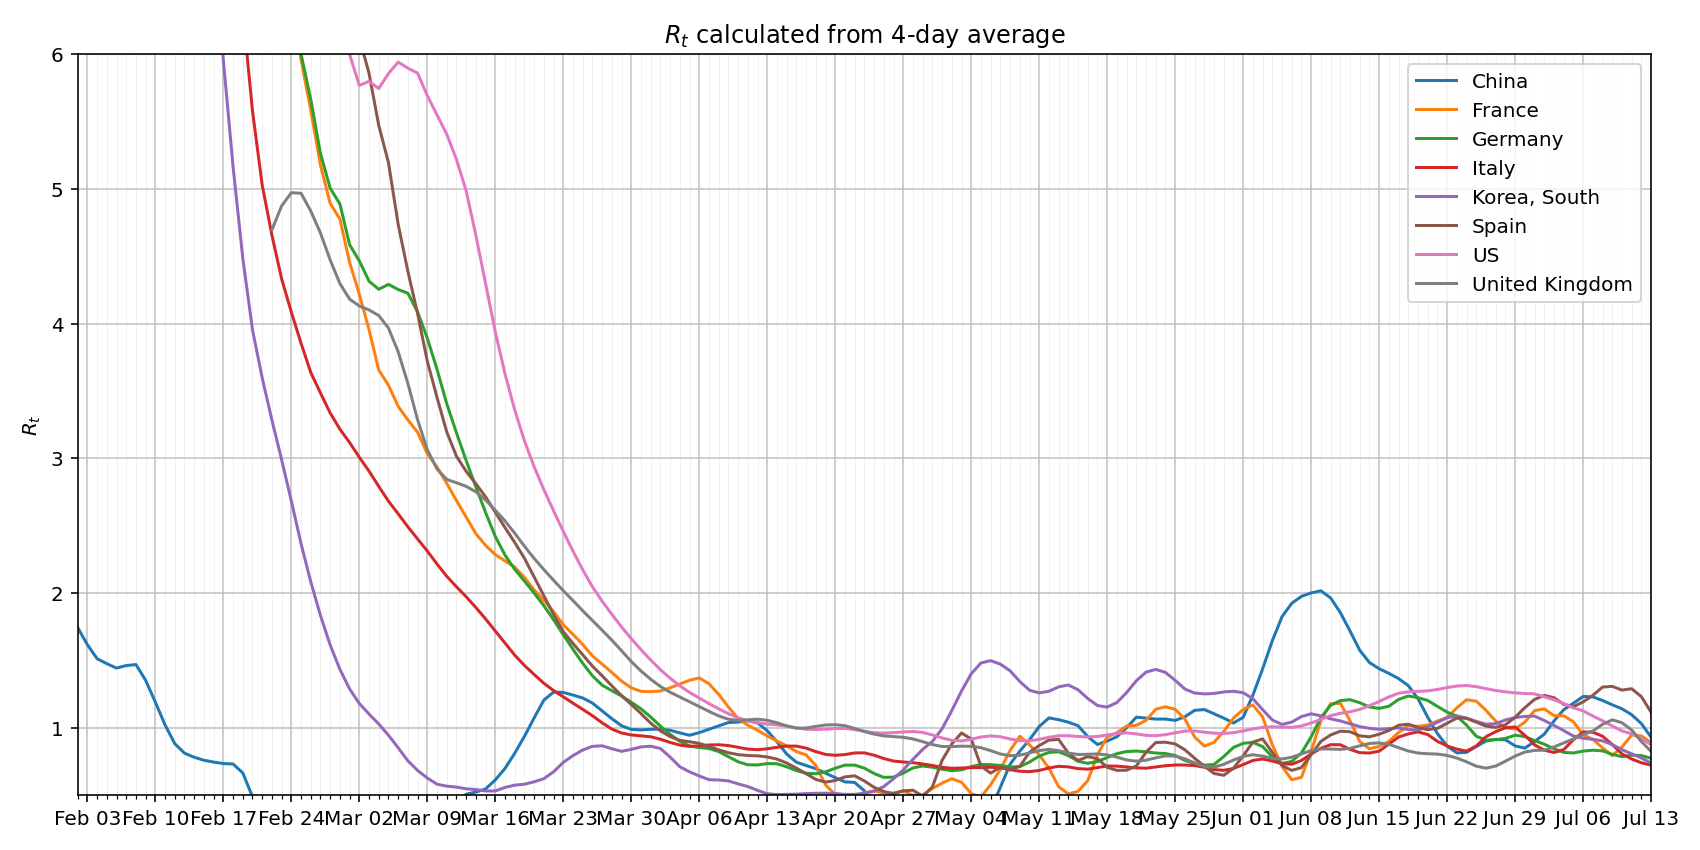 R_t calculated from 4-day average
6
5
4
3
2
1
R_t
China
France
Germany
Italy
Korea, South
Spain
US
United Kingdom
Feb 03 Feb 10 Feb 17 Feb 24 Mar 02 Mar 09 Mar 16 Mar 23 Mar 30 Apr 06 Apr 13 Apr 20 Apr 27 May 04 May 11 May 18 May 25 Jun 01 Jun 08 Jun 15 Jun 22 Jun 29 Jul 06 Jul 13